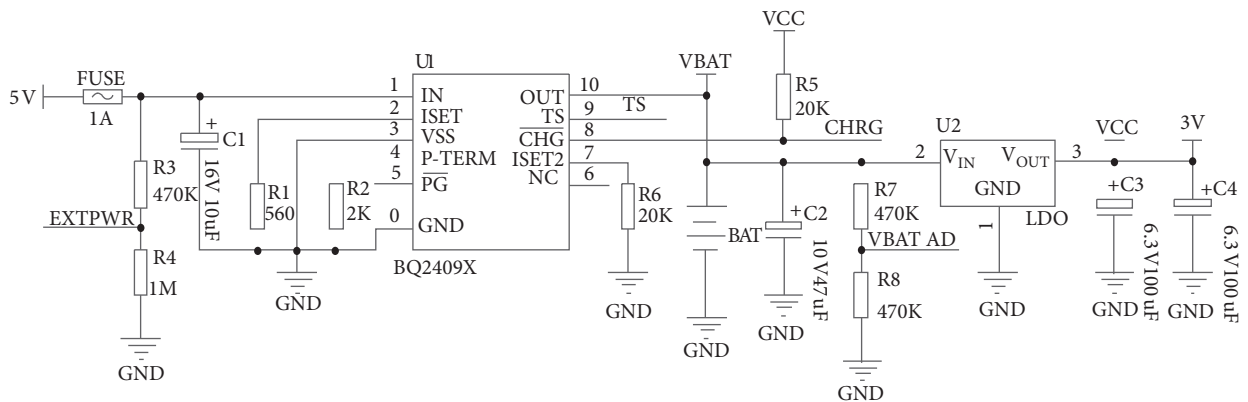 5V
FUSE
1A
R3
470K
EXTPWR
R4
1M
GND
+
C1
16V 10uF
R1
560
R2
2K
GND
U1
1
2
3
4
5
0
IN
ISET
VSS
P-TERM
PG
GND
OUT
TS
CHG
ISET2
NC
10
9
8
7
6
BQ2409X
TS
R6
20K
GND
VBAT
BAT
GND
VCC
R5
20K
CHRG
+C2
10V47uF
GND
R7
470K
VBAT AD
R8
470K
GND
U2
2
VIN
VOUT
3
GND
1
LDO
GND
VCC
+C3
6.3V100uF
GND
3V
+C4
6.3V100uF
GND